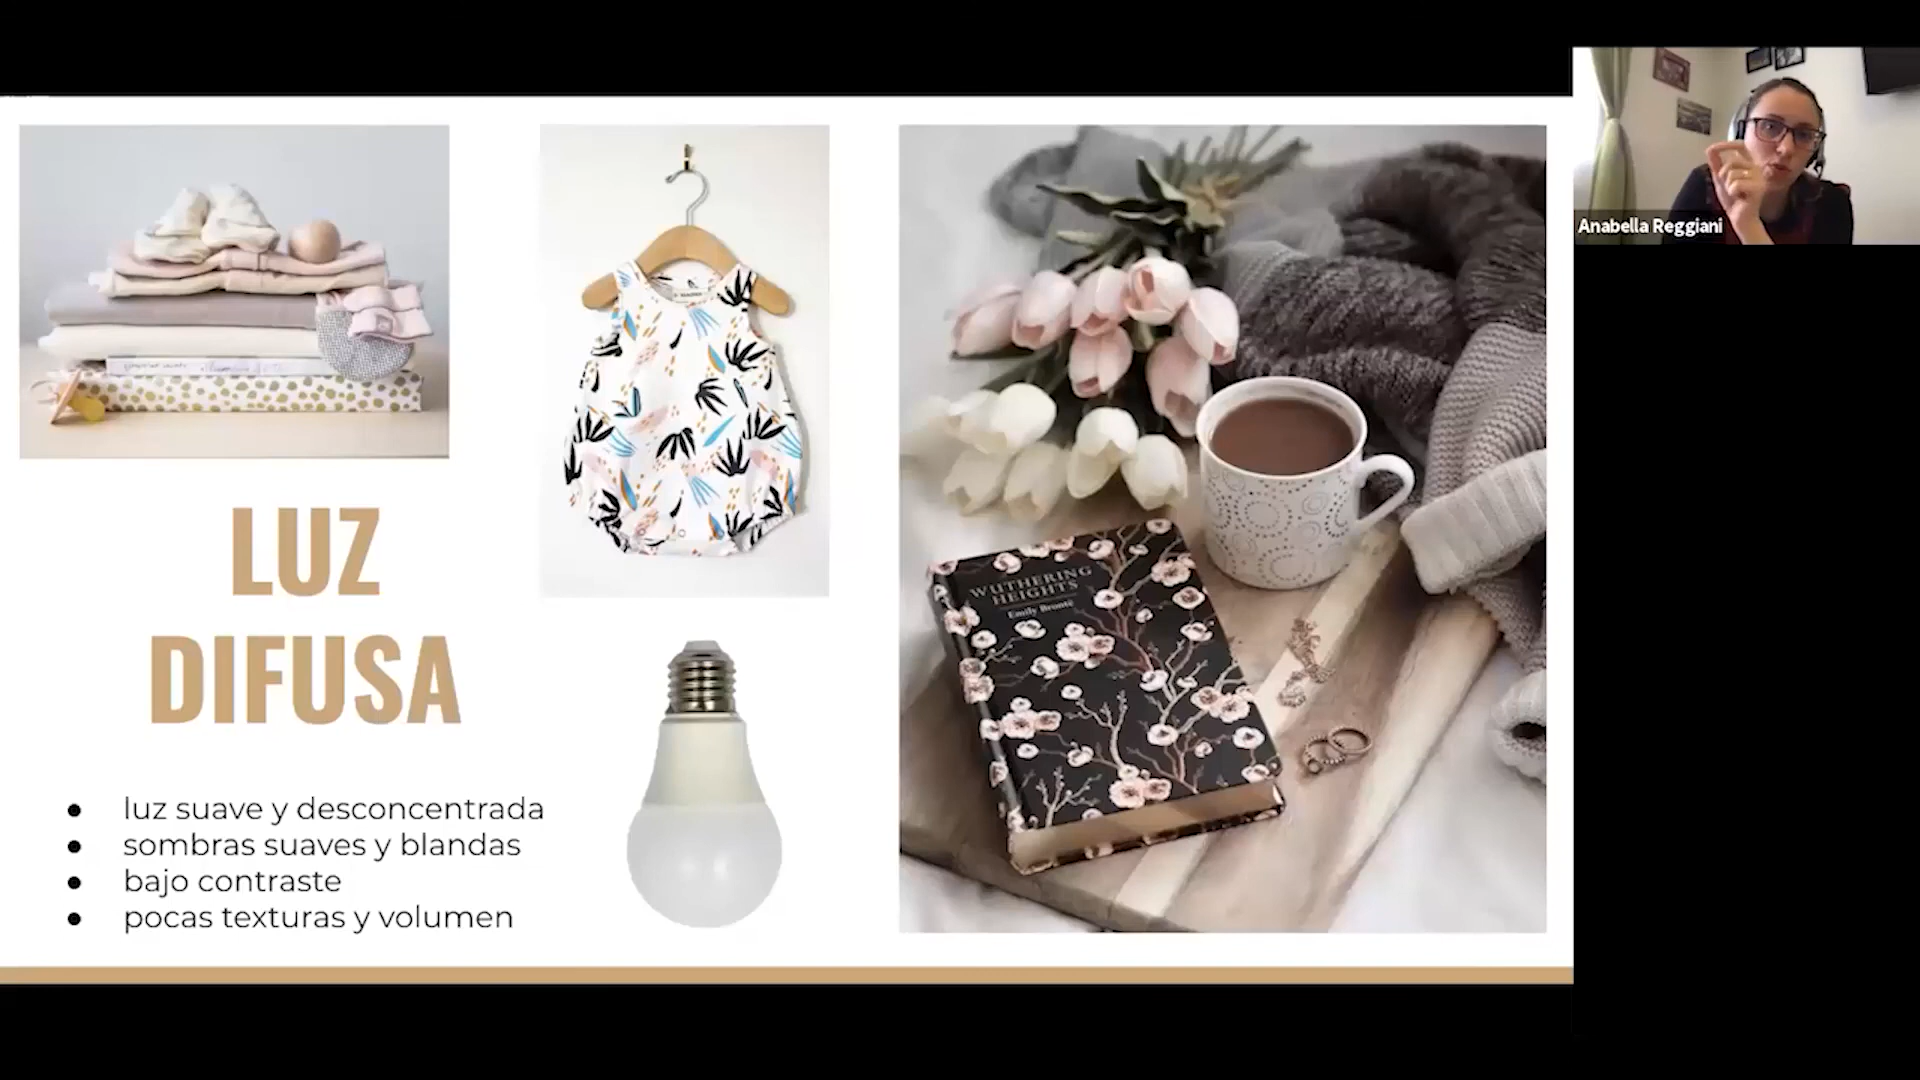 LUZ
DIFUSA
luz suave y desconcentrada
sombras suaves y blandas
bajo contraste
pocas texturas y volumen
WUTHERING
HEIGHTS
Emily Brontë
Anabella Reggiani